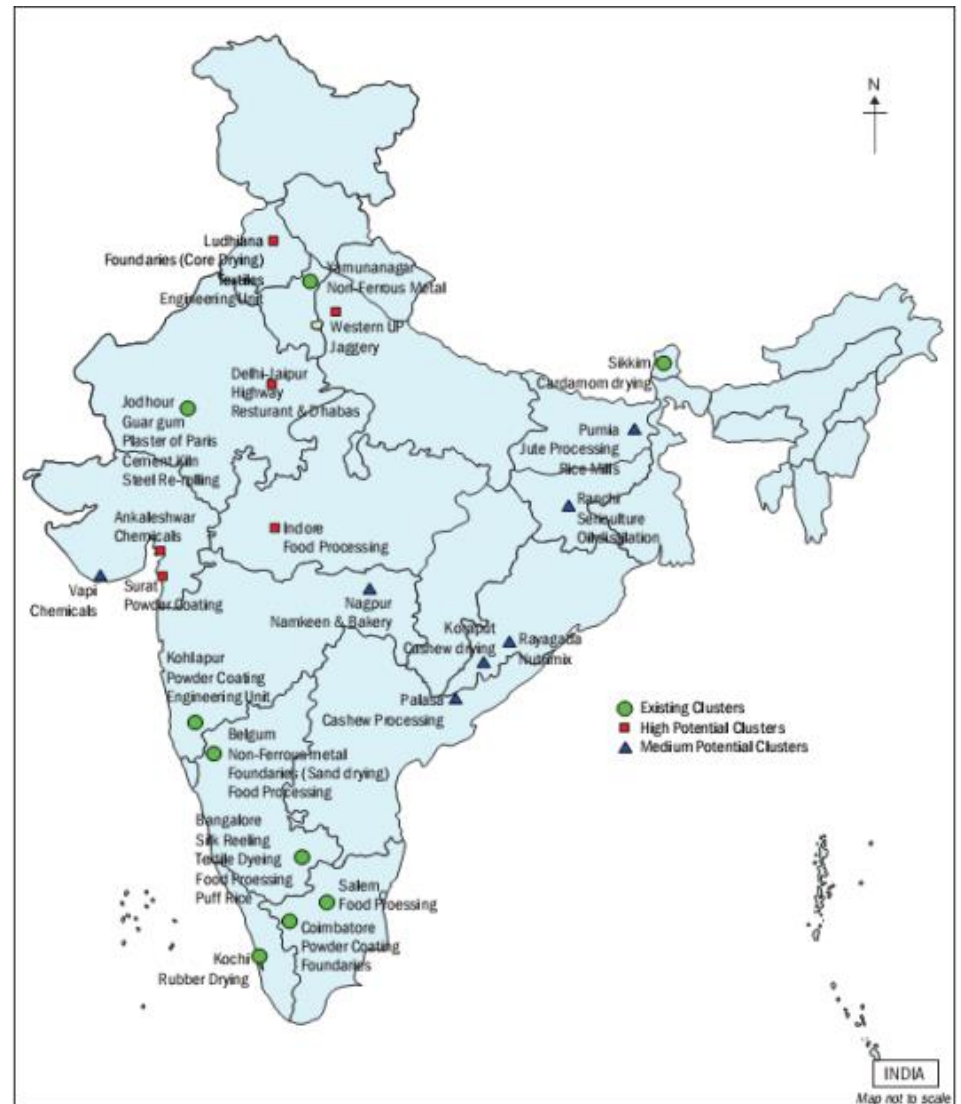 N
Ludhiana
Foundaries (Core Drying)
Textiles
Engineering Unit
Yamunanagar
Non-Ferrous Metal
Western UP
Jaggery
Delhi-Jaipur
Highway
Resturant & Dhabas
Sikkim
Cardamom drying
Jodhour
Guar gum
Plaster of Paris
Cement Kiln
Steel Re-rolling
Purnia
Jute Processing
Rice Mills
Ranchi
Sericulture
Oilydistilation
Ankaleshwar
Chemicals
Indore
Food Processing
Vapi
Chemicals
Surat
Powder Coating
Nagpur
Namkeen & Bakery
Koraput
Cashew drying
Rayagada
Nutrimix
Palasa
Cashew Processing
Kohlapur
Powder Coating
Engineering Unit
Existing Clusters
High Potential Clusters
Medium Potential Clusters
Belgum
Non-Ferrous metal
Foundaries (Sand drying)
Food Processing
Bangalore
Silk Reeling
Textile Dyeing
Food Proessing
Puff Rice
Salem
Food Proessing
Coimbatore
Powder Coating
Foundaries
Kochi
Rubber Drying
INDIA
Map not to scale